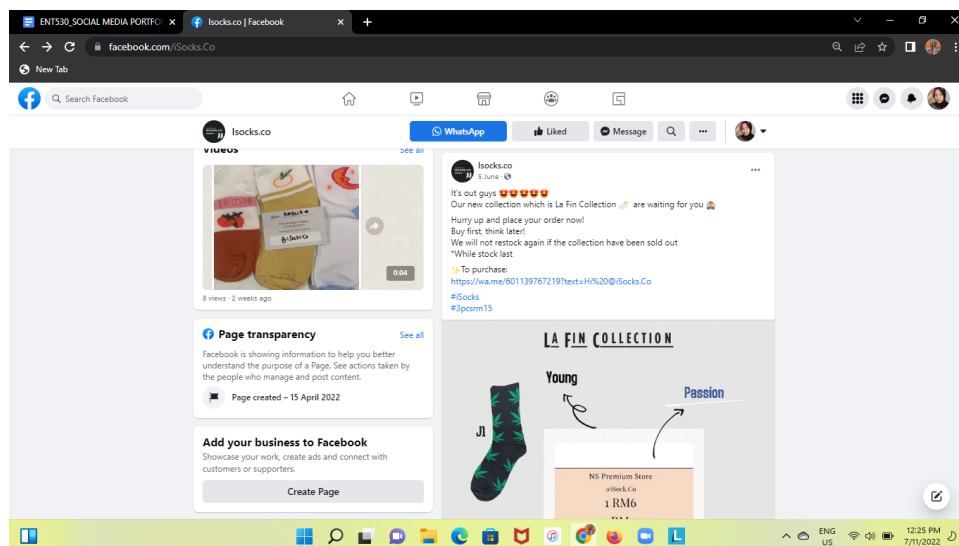 ENT530_SOCIAL MEDIA PORTFO
Isocks.co | Facebook
facebook.com/iSocks.Co
New Tab
Search Facebook
Isocks.co
WhatsApp
Liked
Message
Videos
See all
0:04
8 views · 2 weeks ago
Page transparency
See all
Facebook is showing information to help you better
understand the purpose of a Page. See actions taken by
the people who manage and post content.
Page created – 15 April 2022
Add your business to Facebook
Showcase your work, create ads and connect with
customers or supporters.
Create Page
Isocks.co
5 June ·
It's out guys
Our new collection which is La Fin Collection are waiting for you
Hurry up and place your order now!
Buy first, think later!
We will not restock again if the collection have been sold out
*While stock last
To purchase:
https://wa.me/601139767219?text=Hi%20@iSocks.Co
#iSocks
#3pcsrm15
LA FIN COLLECTION
Young
Passion
J1
NS Premium Store
@iSock.Co
1 RM6
ENG
US
12:25 PM
7/11/2022